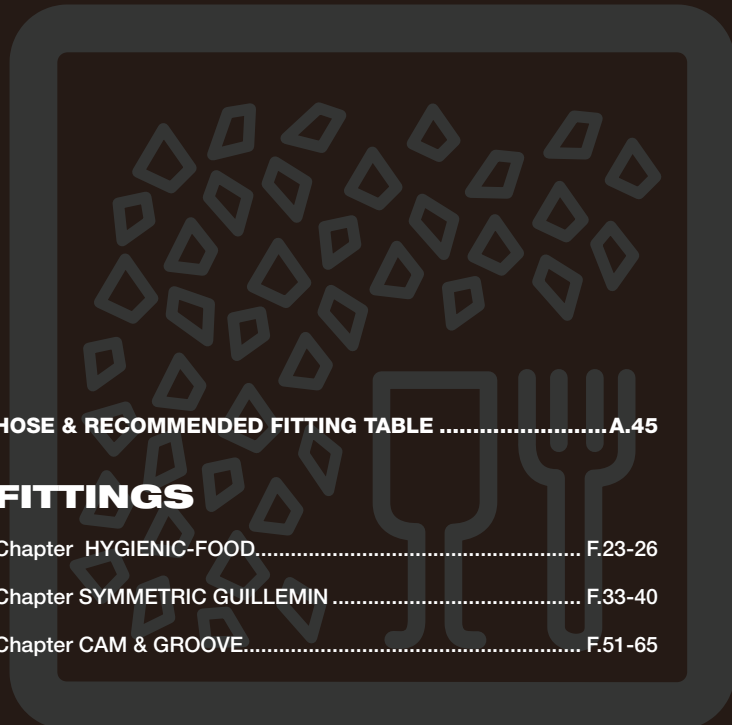 HOSE & RECOMMENDED FITTING TABLE .........................A.45
FITTINGS
Chapter  HYGIENIC-FOOD....................................................... F.23-26
Chapter SYMMETRIC GUILLEMIN .......................................... F.33-40
Chapter CAM & GROOVE......................................................... F.51-65